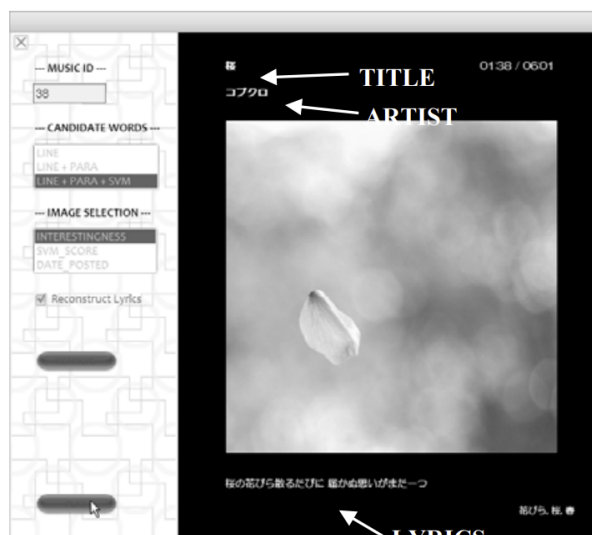 --- MUSIC ID ---
38
--- CANDIDATE WORDS ---
LINE
LINE + PARA
LINE + PARA + SVM
--- IMAGE SELECTION ---
INTERESTINGNESS
SVM_SCORE
DATE_POSTED
Reconstruct Lyrics
桜
01:38 / 06:01
TITLE
コブクロ
ARTIST
桜の花びら散るたびに 届かぬ思いがまた一つ
花びら, 桜, 春
LYRICS